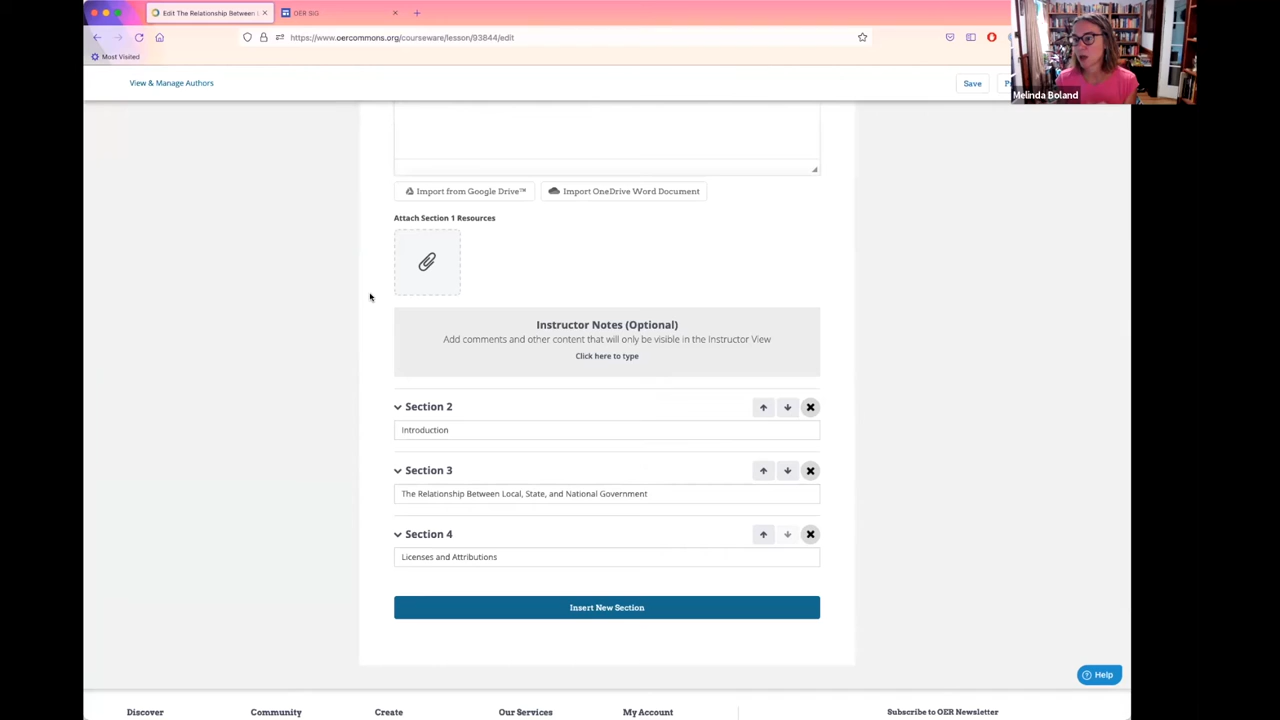 Edit The Relationship Between
OER SIG
https://www.oercommons.org/courseware/lesson/93844/edit
Most Visited
Melinda Boland
View & Manage Authors
Save
Import from Google Drive™
Import OneDrive Word Document
Attach Section 1 Resources
Instructor Notes (Optional)
Add comments and other content that will only be visible in the Instructor View
Click here to type
Section 2
Introduction
Section 3
The Relationship Between Local, State, and National Government
Section 4
Licenses and Attributions
Insert New Section
Help
Discover
Community
Create
Our Services
My Account
Subscribe to OER Newsletter